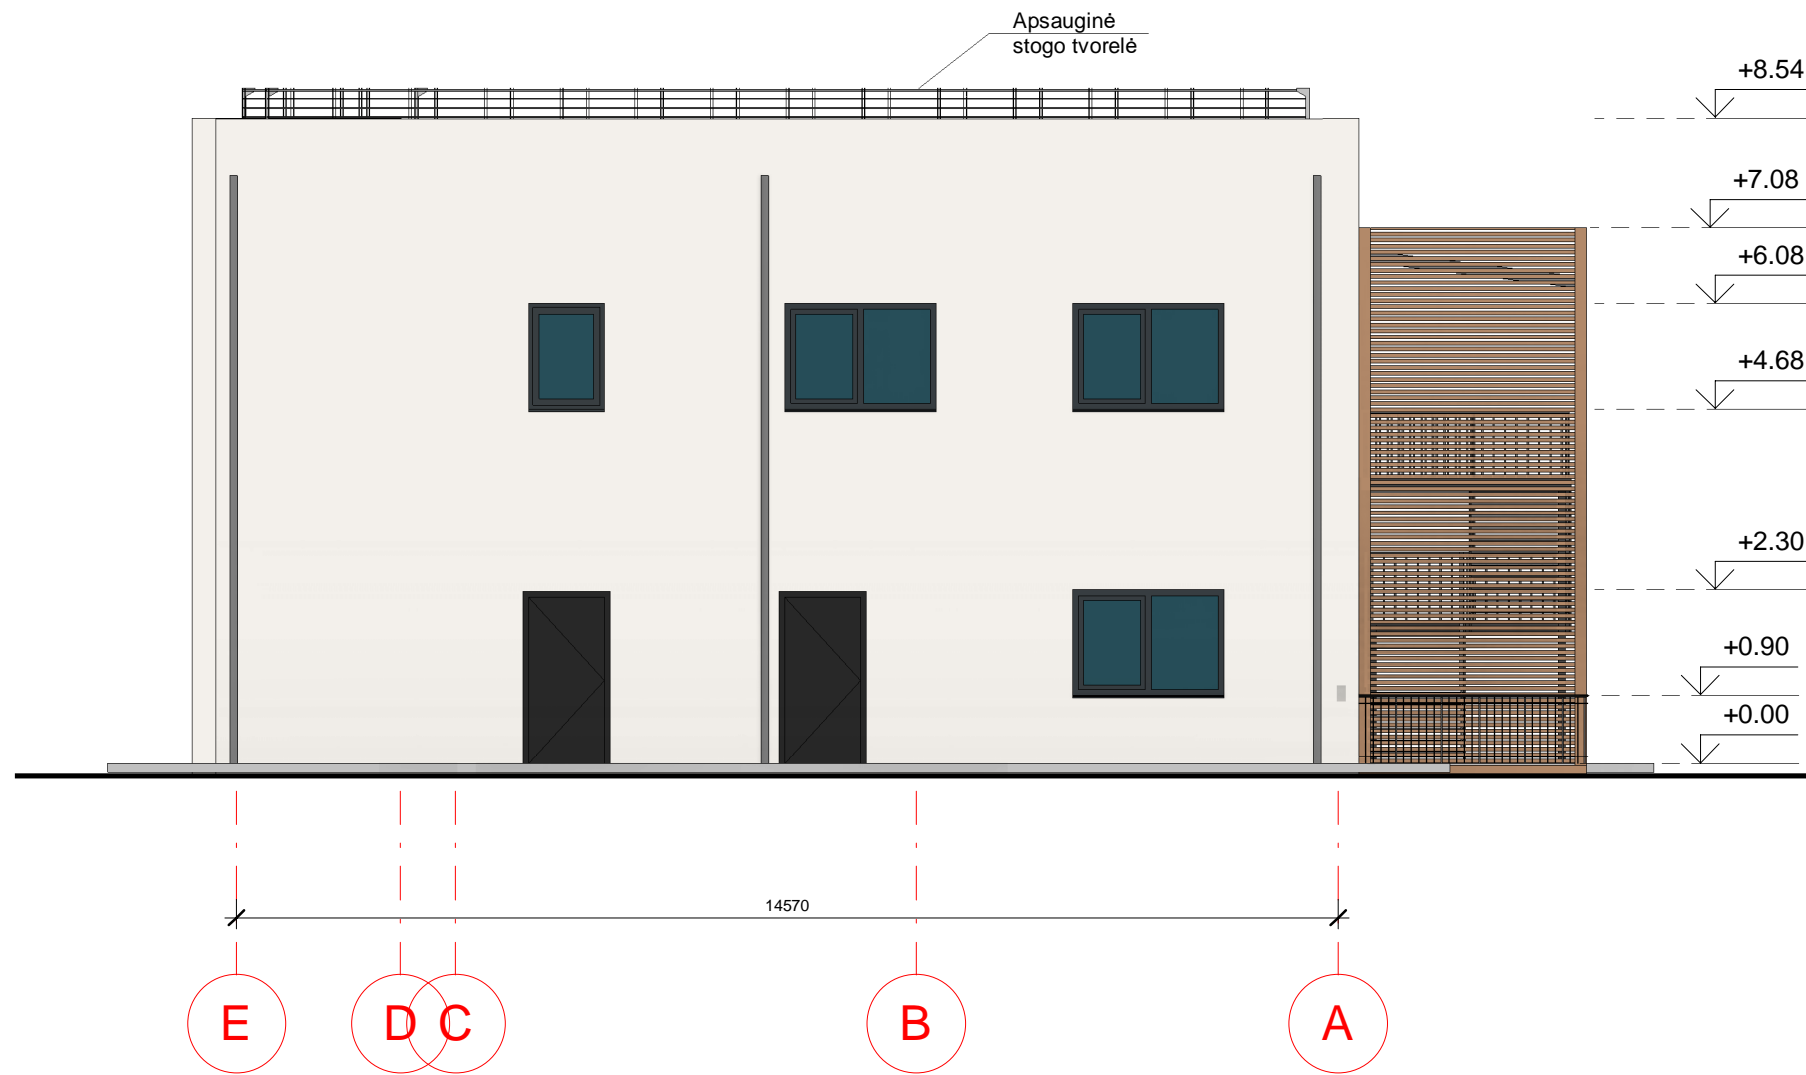 Apsauginė
stogo tvorelė
+8.54
+7.08
+6.08
+4.68
+2.30
+0.90
+0.00
14570
E
D
C
B
A